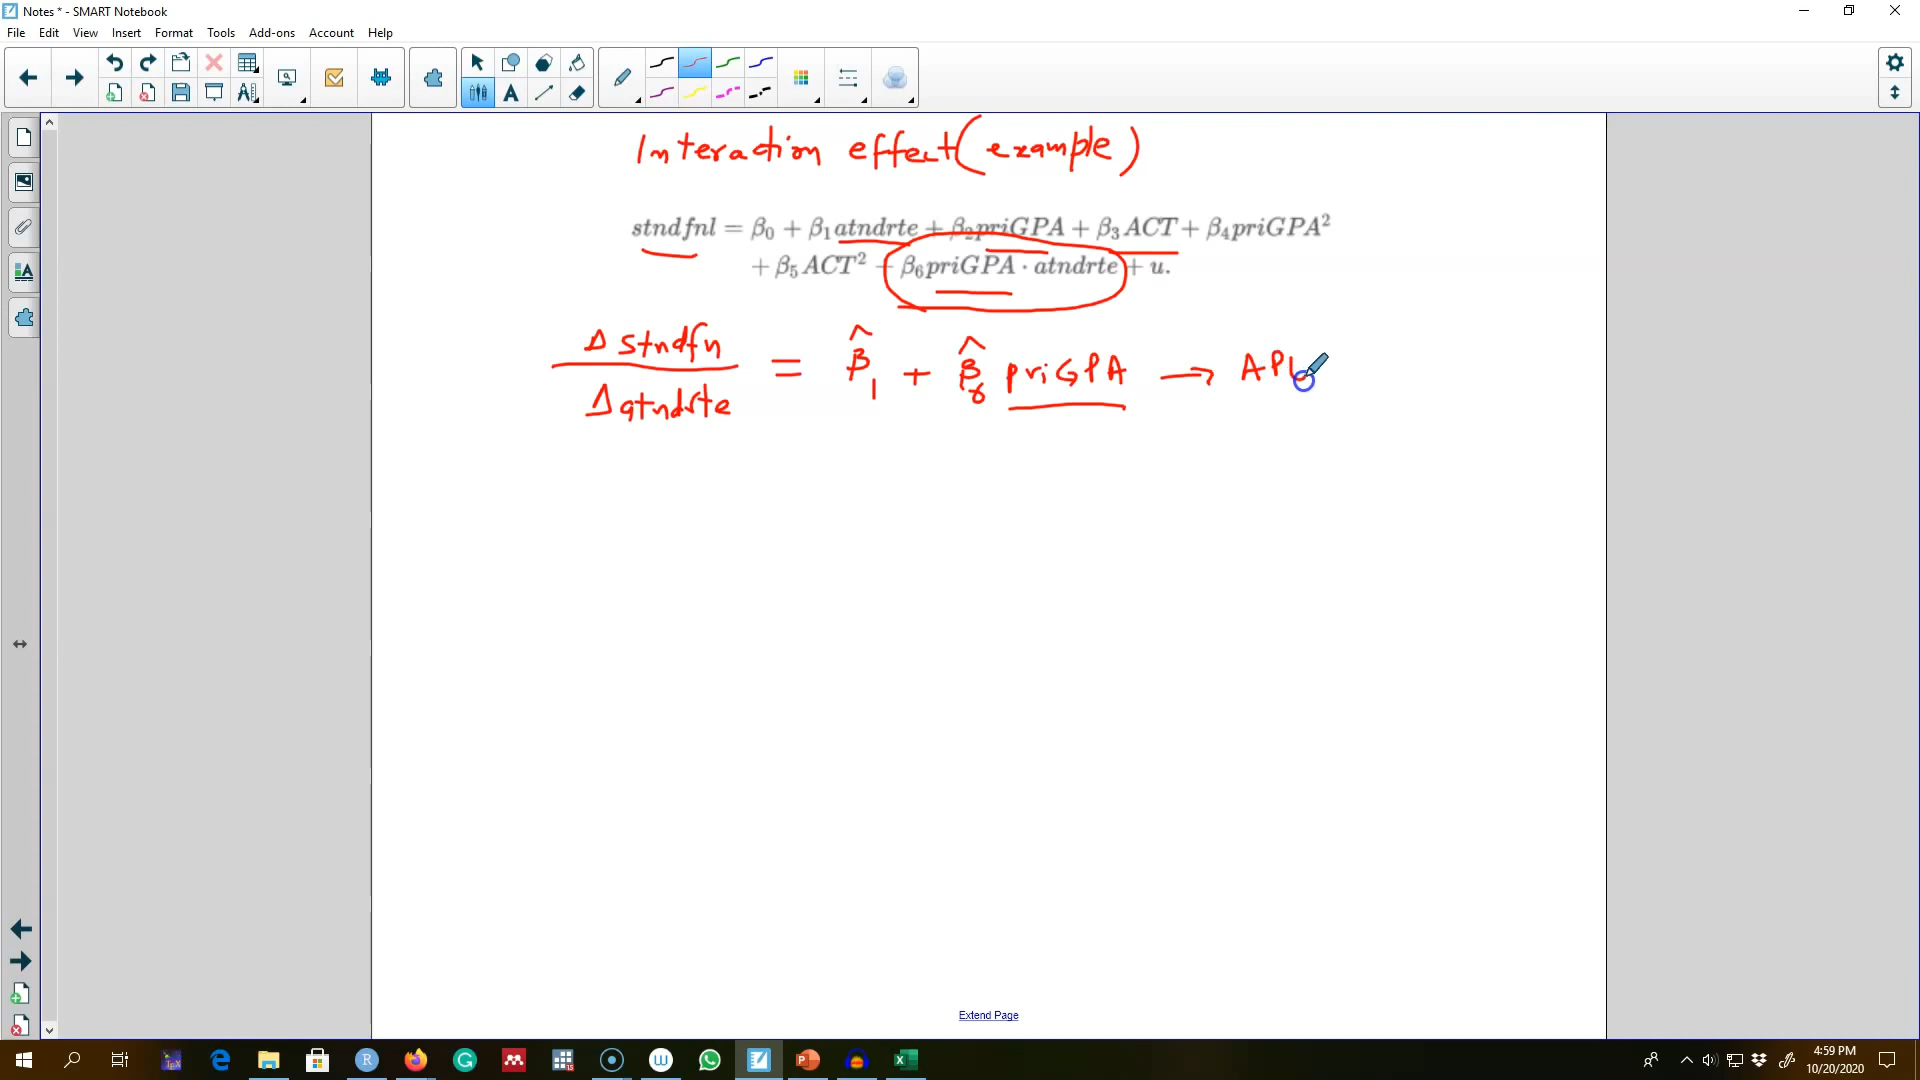 Notes * - SMART Notebook
File Edit View Insert Format Tools Add-ons Account Help
Interaction effect (example)
stndfnl = β₀ + β₁atndrte + β₂priGPA + β₃ACT + β₄priGPA²
+ β₅ACT² + β₆priGPA · atndrte + u.
Δ stndfn
Δ atndrte
= β̂₁ + β̂₆ priGPA → AP
Extend Page
4:59 PM
10/20/2020